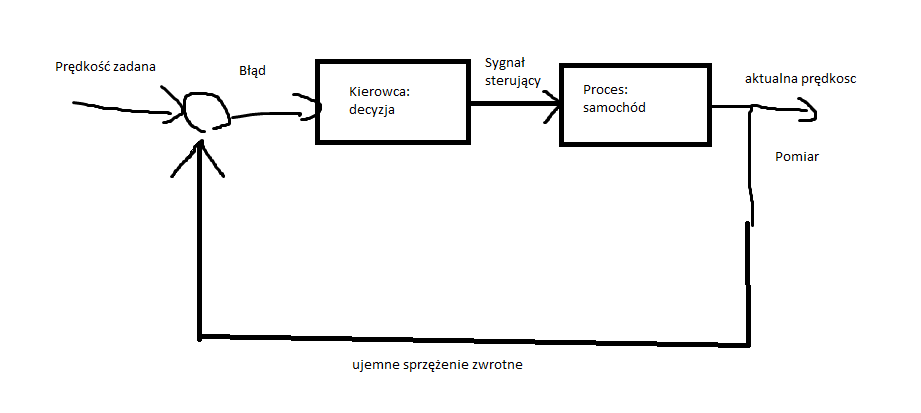 Prędkość zadana
Błąd
Kierowca:
decyzja
Sygnał
sterujący
Proces:
samochód
aktualna prędkosc
Pomiar
ujemne sprzężenie zwrotne